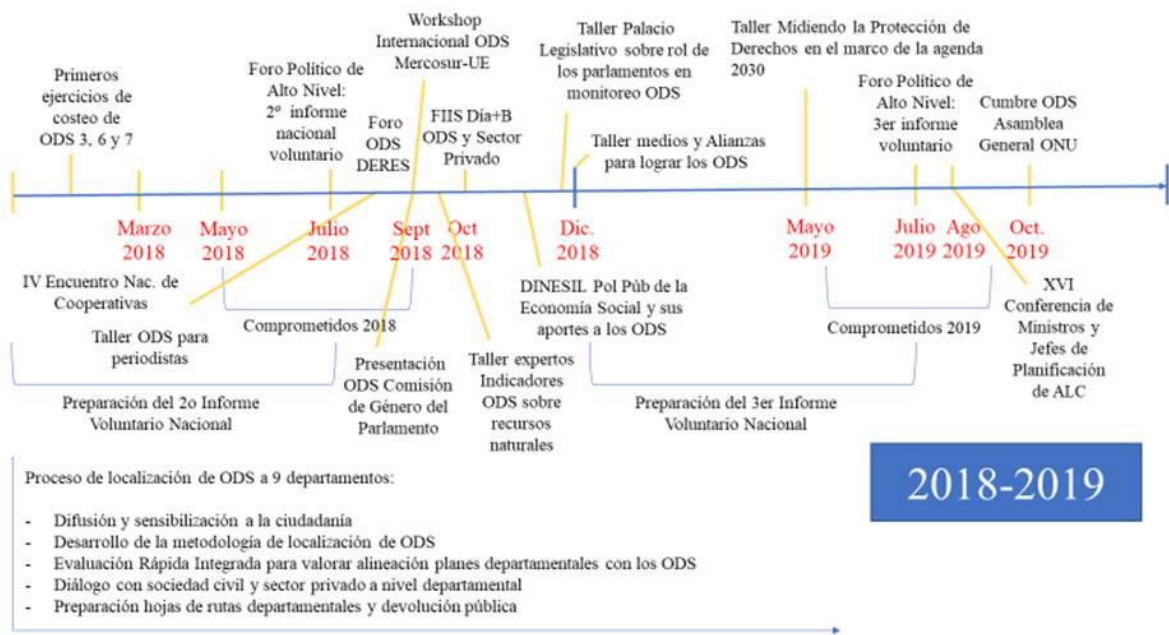 Primeros
ejercicios de
costeo de
ODS 3, 6 y 7
Foro Político de
Alto Nivel:
2º informe
nacional
voluntario
Foro
ODS
DERES
Workshop
Internacional ODS
Mercosur-UE
FIIS Día+B
ODS y Sector
Privado
Taller Palacio
Legislativo sobre rol de
los parlamentos en
monitoreo ODS
Taller medios y Alianzas
para lograr los ODS
Taller Midiendo la Protección de
Derechos en el marco de la agenda
2030
Foro Político de
Alto Nivel:
3er informe
voluntario
Cumbre ODS
Asamblea
General ONU
Marzo
2018
Mayo
2018
Julio
2018
Sept
2018
Oct
2018
Dic.
2018
Mayo
2019
Julio
2019
Ago
2019
Oct.
2019
IV Encuentro Nac. de
Cooperativas
Taller ODS para
periodistas
Comprometidos 2018
Presentación
ODS Comisión
de Género del
Parlamento
Taller expertos
Indicadores
ODS sobre
recursos
naturales
DINESIL Pol Púb de la
Economía Social y sus
aportes a los ODS
Comprometidos 2019
XVI
Conferencia de
Ministros y
Jefes de
Planificación
de ALC
Preparación del 2o Informe
Voluntario Nacional
Preparación del 3er Informe
Voluntario Nacional
2018-2019
Proceso de localización de ODS a 9 departamentos:
- Difusión y sensibilización a la ciudadanía
- Desarrollo de la metodología de localización de ODS
- Evaluación Rápida Integrada para valorar alineación planes departamentales con los ODS
- Diálogo con sociedad civil y sector privado a nivel departamental
- Preparación hojas de rutas departamentales y devolución pública